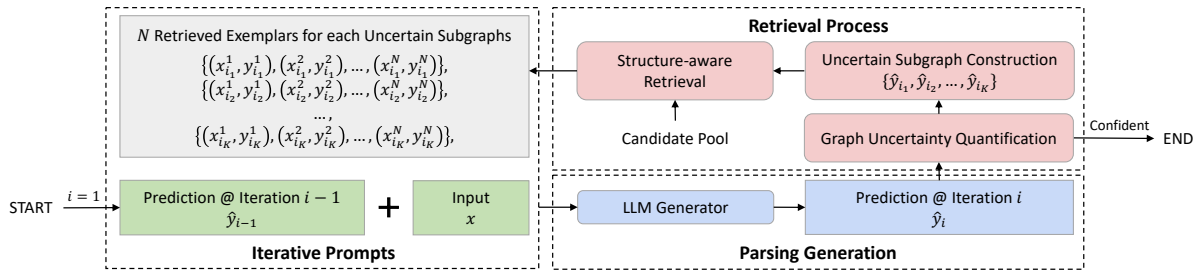 N Retrieved Exemplars for each Uncertain Subgraphs
{(x_{i_1}^1, y_{i_1}^1), (x_{i_1}^2, y_{i_1}^2), ..., (x_{i_1}^N, y_{i_1}^N)},
{(x_{i_2}^1, y_{i_2}^1), (x_{i_2}^2, y_{i_2}^2), ..., (x_{i_2}^N, y_{i_2}^N)},
...,
{(x_{i_K}^1, y_{i_K}^1), (x_{i_K}^2, y_{i_K}^2), ..., (x_{i_K}^N, y_{i_K}^N)},
START
i = 1
Prediction @ Iteration i − 1
ŷ_{i−1}
+
Input
x
Iterative Prompts
Retrieval Process
Structure-aware
Retrieval
Candidate Pool
Uncertain Subgraph Construction
{ŷ_{i_1}, ŷ_{i_2}, ..., ŷ_{i_K}}
Graph Uncertainty Quantification
Confident
END
LLM Generator
Prediction @ Iteration i
ŷ_i
Parsing Generation